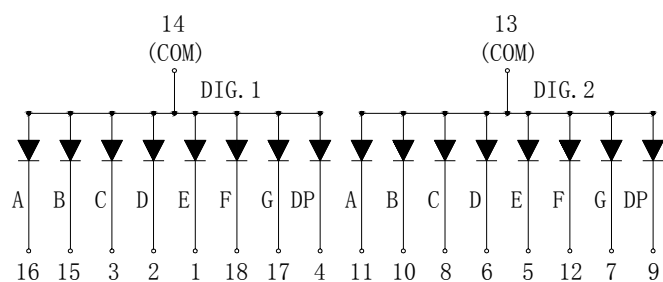 14 13
(COM) (COM)
DIG.1 DIG.2
A B C D E F G DP A B C D E F G DP
16 15 3 2 1 18 17 4 11 10 8 6 5 12 7 9